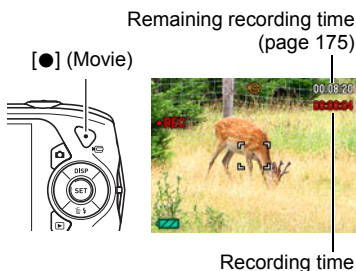 Remaining recording time
(page 175)
[●] (Movie)
00:08:20
00:00:04
●REC
DISP
SET
Recording time